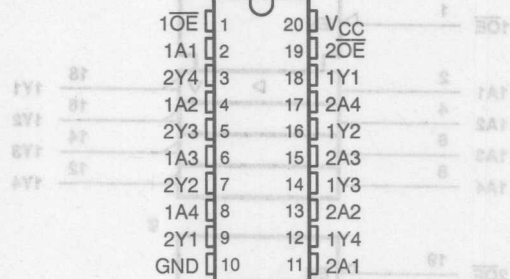 1O̅E̅ 1 20 VCC
1A1 2 19 2O̅E̅
2Y4 3 18 1Y1
1A2 4 17 2A4
2Y3 5 16 1Y2
1A3 6 15 2A3
2Y2 7 14 1Y3
1A4 8 13 2A2
2Y1 9 12 1Y4
GND 10 11 2A1